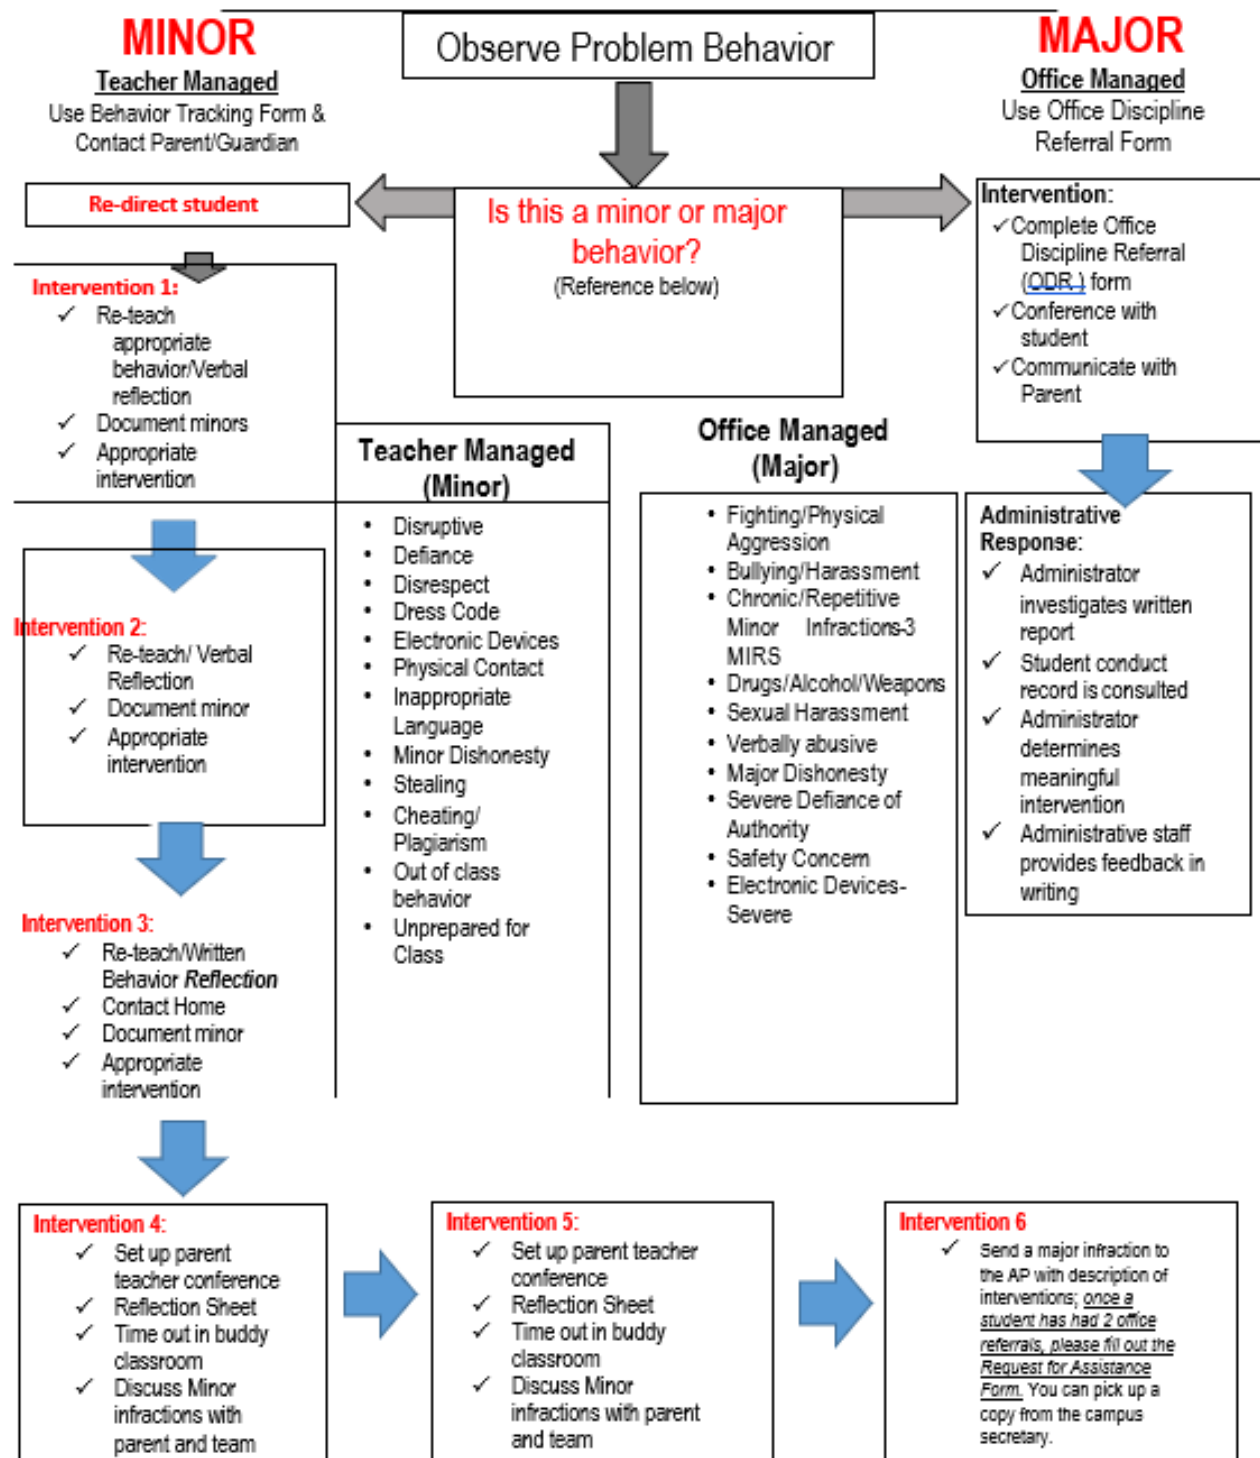 MINOR
Teacher Managed
Use Behavior Tracking Form &
Contact Parent/Guardian
Observe Problem Behavior
MAJOR
Office Managed
Use Office Discipline
Referral Form
Re-direct student
Is this a minor or major
behavior?
(Reference below)
Intervention:
✓Complete Office
Discipline Referral
(ODR ) form
✓Conference with
student
✓Communicate with
Parent
Intervention 1:
✓ Re-teach
appropriate
behavior/Verbal
reflection
✓ Document minors
✓ Appropriate
intervention
Intervention 2:
✓ Re-teach/ Verbal
Reflection
✓ Document minor
✓ Appropriate
intervention
Intervention 3:
✓ Re-teach/Written
Behavior Reflection
✓ Contact Home
✓ Document minor
✓ Appropriate
intervention
Teacher Managed
(Minor)
• Disruptive
• Defiance
• Disrespect
• Dress Code
• Electronic Devices
• Physical Contact
• Inappropriate
Language
• Minor Dishonesty
• Stealing
• Cheating/
Plagiarism
• Out of class
behavior
• Unprepared for
Class
Office Managed
(Major)
• Fighting/Physical
Aggression
• Bullying/Harassment
• Chronic/Repetitive
Minor Infractions-3
MIRS
• Drugs/Alcohol/Weapons
• Sexual Harassment
• Verbally abusive
• Major Dishonesty
• Severe Defiance of
Authority
• Safety Concern
• Electronic Devices-
Severe
Administrative
Response:
✓ Administrator
investigates written
report
✓ Student conduct
record is consulted
✓ Administrator
determines
meaningful
intervention
✓ Administrative staff
provides feedback in
writing
Intervention 4:
✓ Set up parent
teacher conference
✓ Reflection Sheet
✓ Time out in buddy
classroom
✓ Discuss Minor
infractions with
parent and team
Intervention 5:
✓ Set up parent teacher
conference
✓ Reflection Sheet
✓ Time out in buddy
classroom
✓ Discuss Minor
infractions with parent
and team
Intervention 6
✓ Send a major infraction to
the AP with description of
interventions; once a
student has had 2 office
referrals, please fill out the
Request for Assistance
Form. You can pick up a
copy from the campus
secretary.